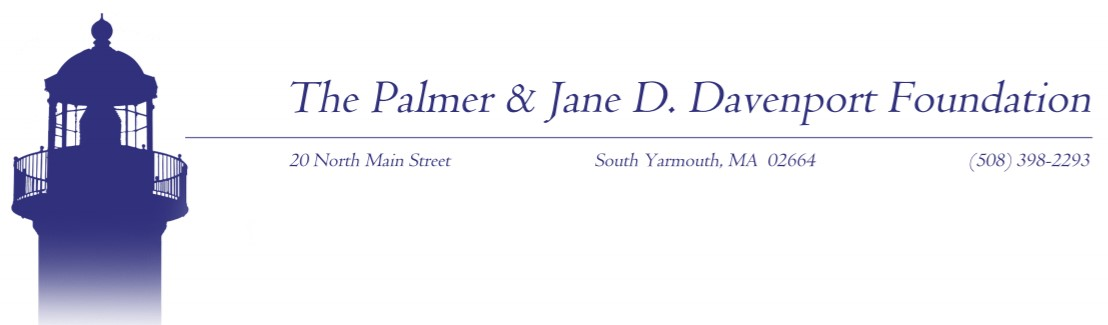 The Palmer & Jane D. Davenport Foundation
20 North Main Street South Yarmouth, MA 02664 (508) 398-2293